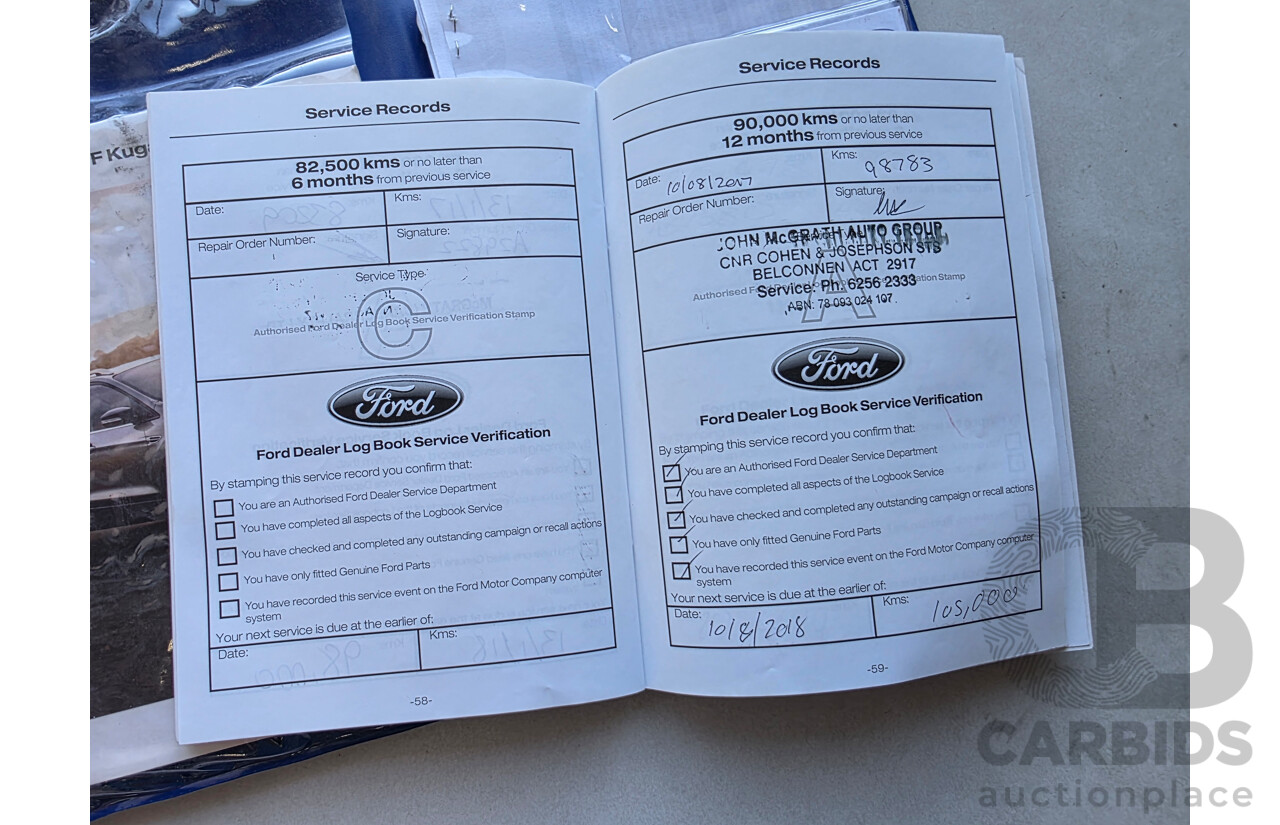 F Kuga
Service Records
82,500 kms or no later than
6 months from previous service
Date:
Kms:
Repair Order Number:
Signature:
Service Type
C
Authorised Ford Dealer Log Book Service Verification Stamp
Ford
Ford Dealer Log Book Service Verification
By stamping this service record you confirm that:
You are an Authorised Ford Dealer Service Department
You have completed all aspects of the Logbook Service
You have checked and completed any outstanding campaign or recall actions
You have only fitted Genuine Ford Parts
You have recorded this service event on the Ford Motor Company computer
system
Your next service is due at the earlier of:
Date:
Kms:
-58-
Service Records
90,000 kms or no later than
12 months from previous service
Date: 10/08/2017
Kms: 98783
Repair Order Number:
Signature:
JOHN McGRATH AUTO GROUP
CNR COHEN & JOSEPHSON STS
BELCONNEN ACT 2917
Service: Ph: 6256 2333
ABN: 78 093 024 107
A
Ford
Ford Dealer Log Book Service Verification
By stamping this service record you confirm that:
You are an Authorised Ford Dealer Service Department
You have completed all aspects of the Logbook Service
You have checked and completed any outstanding campaign or recall actions
You have only fitted Genuine Ford Parts
You have recorded this service event on the Ford Motor Company computer
system
Your next service is due at the earlier of:
Date: 10/8/2018
Kms: 105,000
-59-
CB
CARBIDS
auctionplace